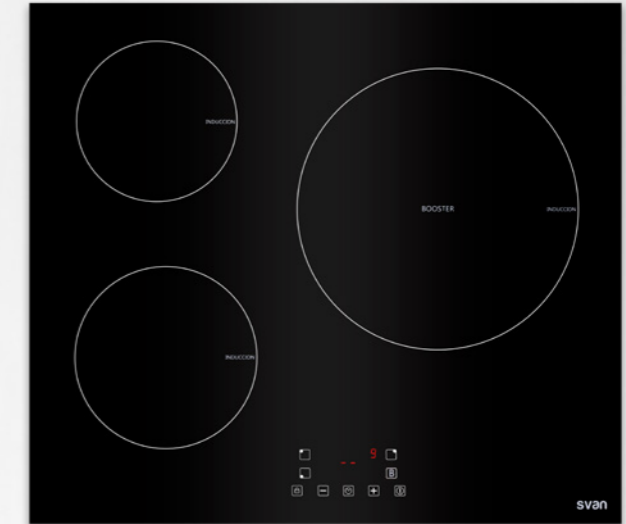 INDUCCION
BOOSTER
INDUCCION
INDUCCION
9
--
B
svan